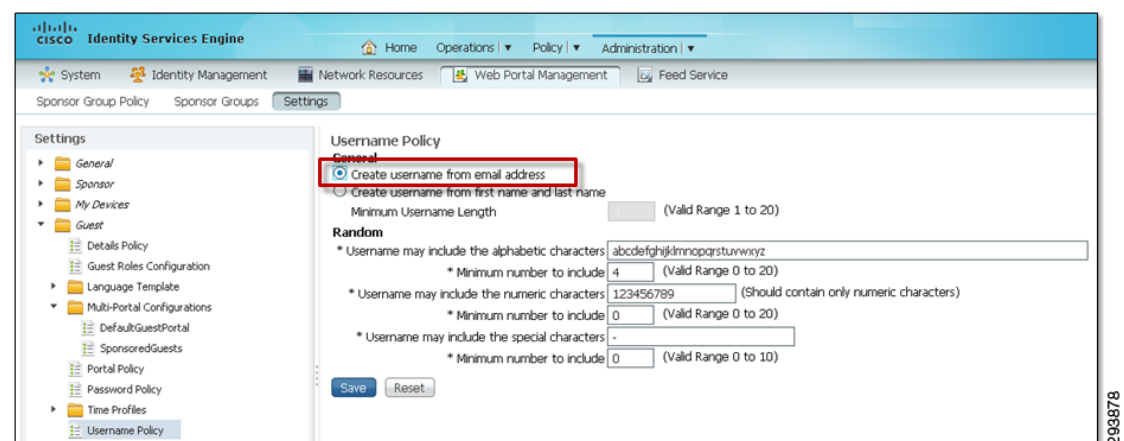 CISCO Identity Services Engine
Home Operations | ▼ Policy | ▼ Administration | ▼
System Identity Management Network Resources Web Portal Management Feed Service
Sponsor Group Policy Sponsor Groups Settings
Settings
General
Sponsor
My Devices
Guest
Details Policy
Guest Roles Configuration
Language Template
Multi-Portal Configurations
DefaultGuestPortal
SponsoredGuests
Portal Policy
Password Policy
Time Profiles
Username Policy
Username Policy
General
Create username from email address
Create username from first name and last name
Minimum Username Length (Valid Range 1 to 20)
Random
* Username may include the alphabetic characters abcdefghijklmnopqrstuvwxyz
* Minimum number to include 4 (Valid Range 0 to 20)
* Username may include the numeric characters 123456789 (Should contain only numeric characters)
* Minimum number to include 0 (Valid Range 0 to 20)
* Username may include the special characters -
* Minimum number to include 0 (Valid Range 0 to 10)
Save Reset
293878